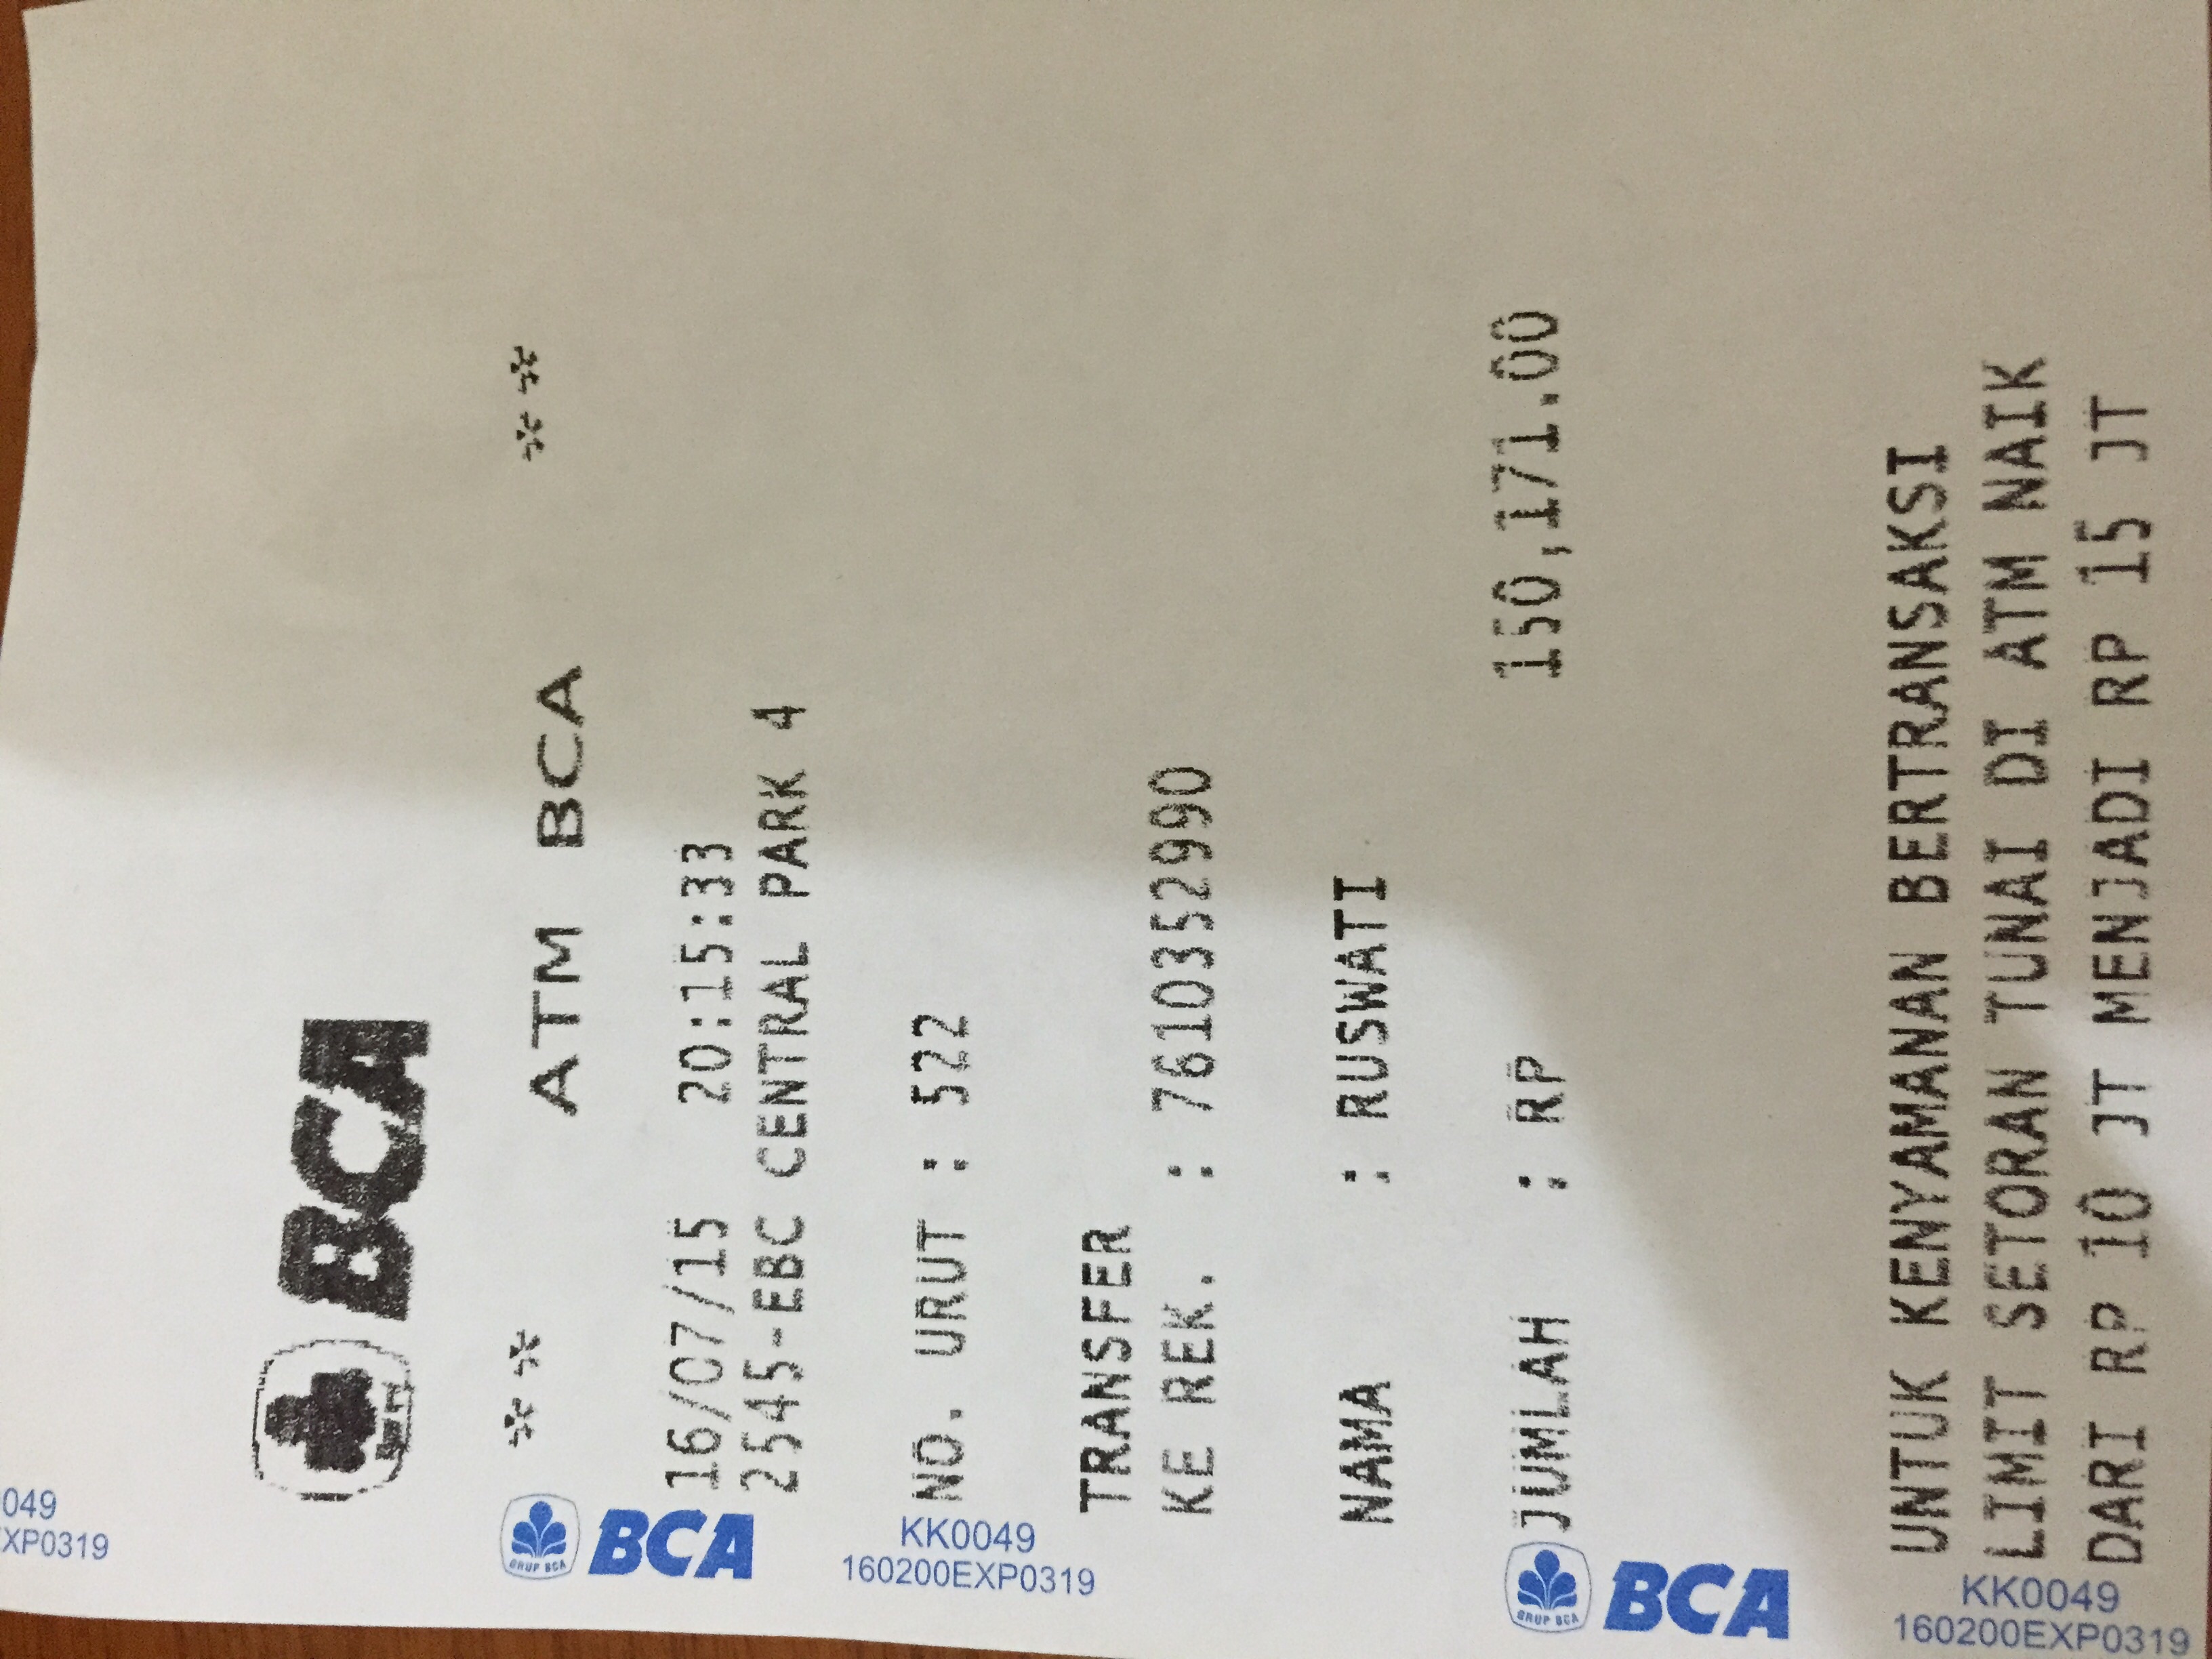 049
XP0319
BCA
** ATM BCA **
GRUP BCA
BCA
16/07/15 20:15:33
2545-EBC CENTRAL PARK 4
KK0049
160200EXP0319
NO. URUT : 522
TRANSFER
KE REK. : 7610352990
NAMA : RUSWATI
JUMLAH : RP 150,171.00
GRUP BCA
BCA
UNTUK KENYAMANAN BERTRANSAKSI
LIMIT SETORAN TUNAI DI ATM NAIK
DARI RP 10 JT MENJADI RP 15 JT
KK0049
160200EXP0319